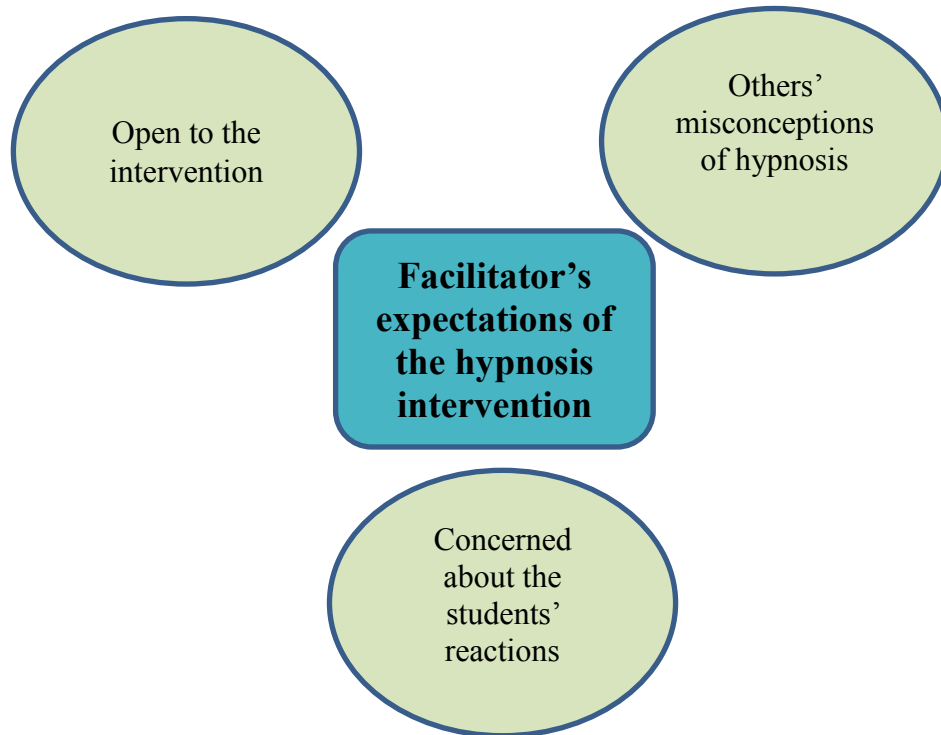 Open to the
intervention
Others’
misconceptions
of hypnosis
Facilitator’s
expectations of
the hypnosis
intervention
Concerned
about the
students’
reactions